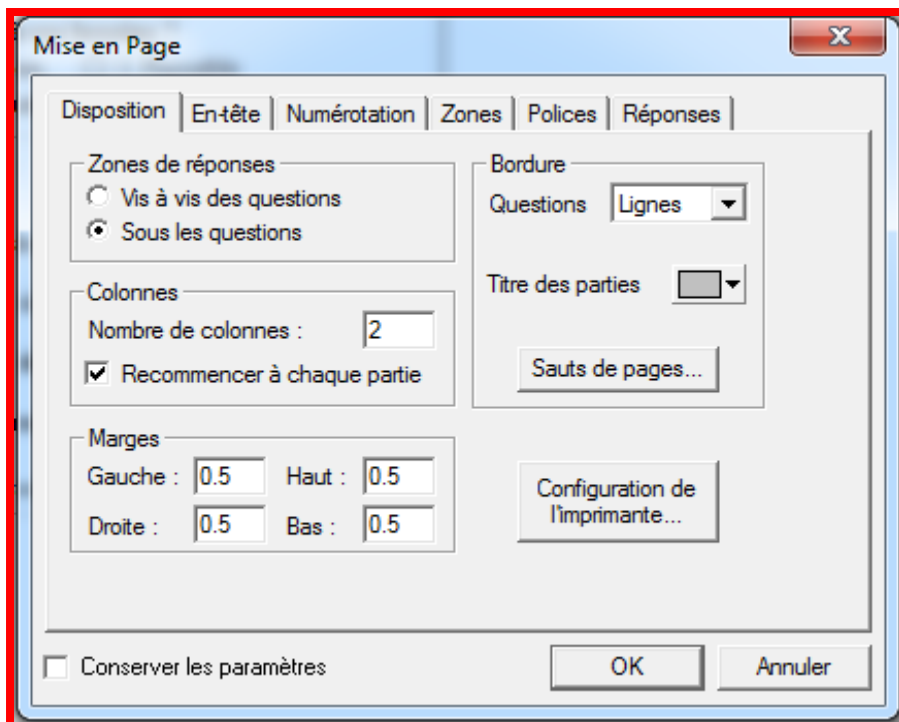 Mise en Page
Disposition En-tête Numérotation Zones Polices Réponses
Zones de réponses
Vis à vis des questions
Sous les questions
Colonnes
Nombre de colonnes : 2
Recommencer à chaque partie
Marges
Gauche : 0.5 Haut : 0.5
Droite : 0.5 Bas : 0.5
Bordure
Questions Lignes
Titre des parties
Sauts de pages...
Configuration de
l'imprimante...
Conserver les paramètres
OK Annuler